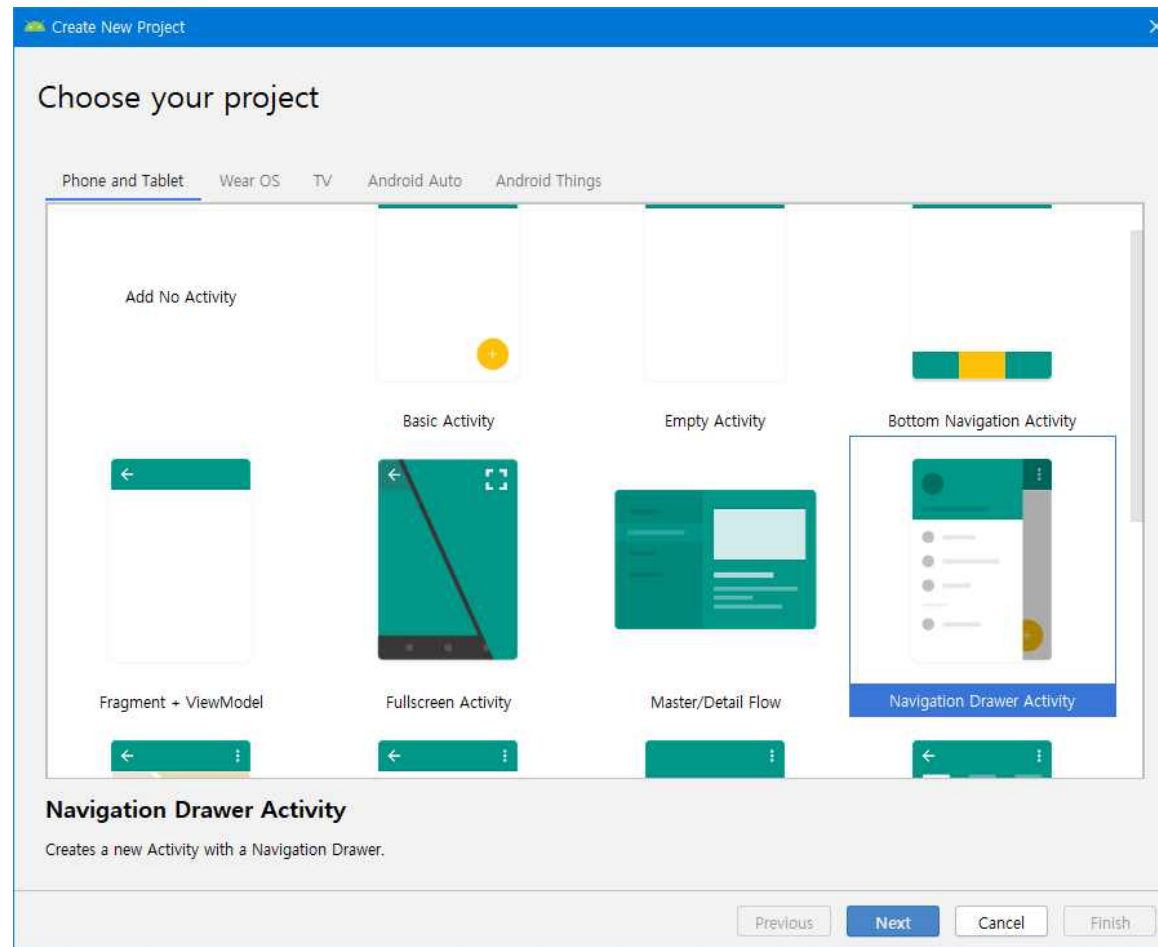 Create New Project
Choose your project
Phone and Tablet Wear OS TV Android Auto Android Things
Add No Activity
Basic Activity Empty Activity Bottom Navigation Activity
Fragment + ViewModel Fullscreen Activity Master/Detail Flow Navigation Drawer Activity
Navigation Drawer Activity
Creates a new Activity with a Navigation Drawer.
Previous Next Cancel Finish